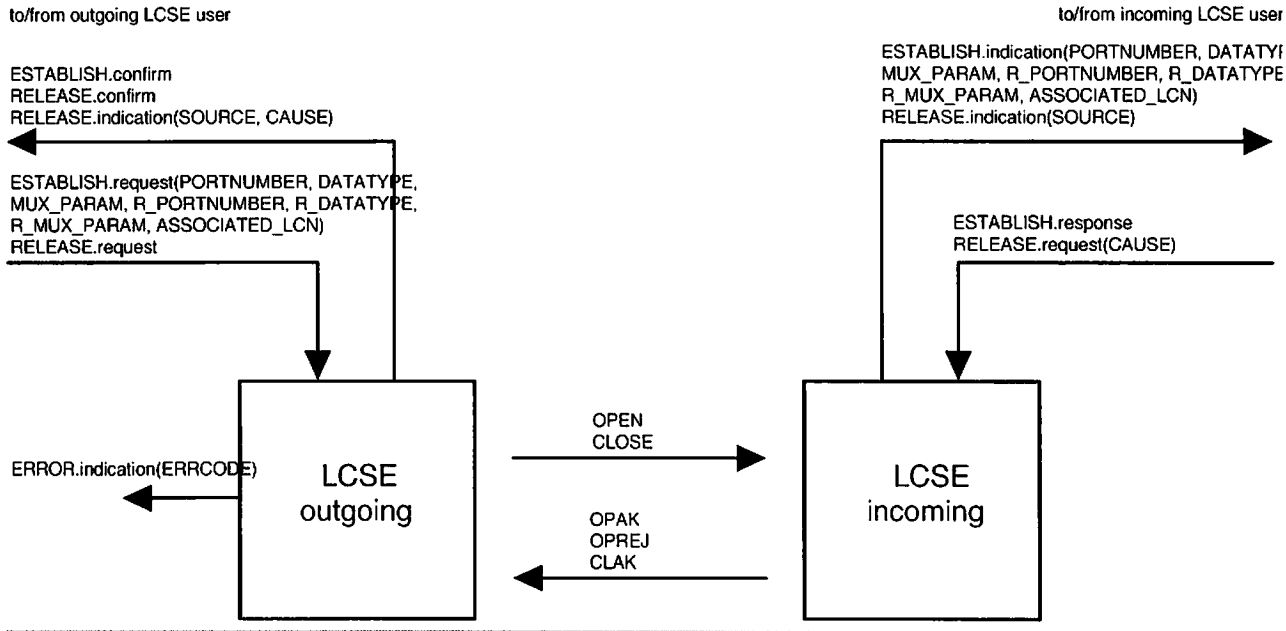 to/from outgoing LCSE user
to/from incoming LCSE user
ESTABLISH.confirm
RELEASE.confirm
RELEASE.indication(SOURCE, CAUSE)
ESTABLISH.indication(PORTNUMBER,
MUX_PARAM, R_PORTNUMBER, R_DATATYPE
R_MUX_PARAM, ASSOCIATED_LCN)
RELEASE.indication(SOURCE)
ESTABLISH.request(PORTNUMBER, DATATYPE,
MUX_PARAM, R_PORTNUMBER, R_DATATYPE,
R_MUX_PARAM, ASSOCIATED_LCN)
RELEASE.request
ESTABLISH.response
RELEASE.request(CAUSE)
ERROR.indication(ERRCODE)
LCSE
outgoing
OPEN
CLOSE
OPAK
OPREJ
CLAK
LCSE
incoming